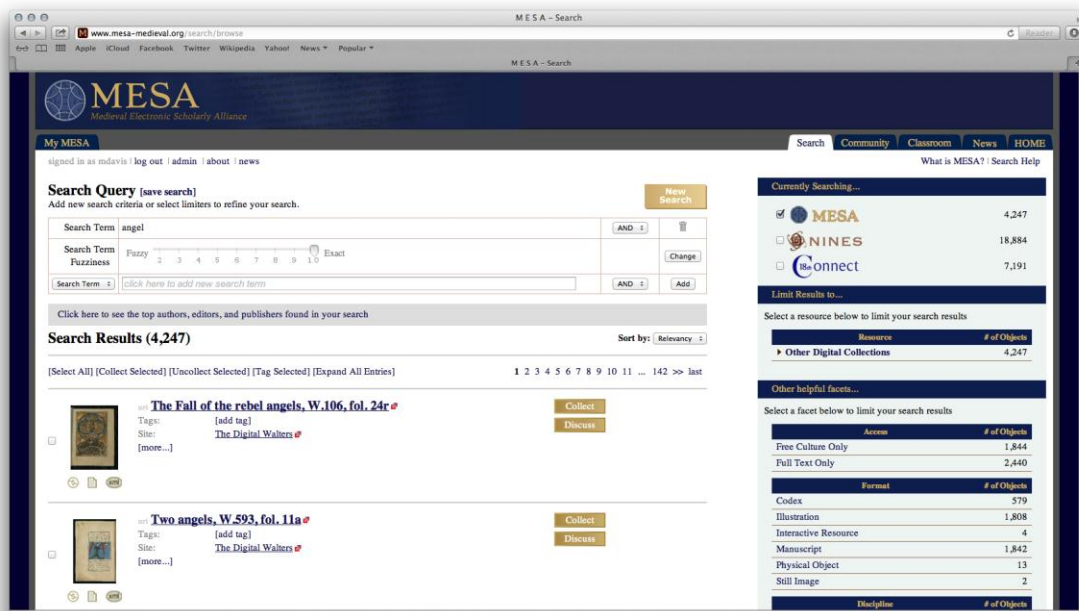 M E S A – Search
www.mesa-medieval.org/search/browse
Reader
Apple iCloud Facebook Twitter Wikipedia Yahoo! News Popular
M E S A – Search
MESA
Medieval Electronic Scholarly Alliance
My MESA
Search Community Classroom News HOME
signed in as mdavis | log out | admin | about | news
What is MESA? | Search Help
Search Query [save search]
Add new search criteria or select limiters to refine your search.
New Search
Search Term angel AND
Search Term Fuzziness Fuzzy 2 3 4 5 6 7 8 9 10 Exact Change
Search Term click here to add new search term AND Add
Click here to see the top authors, editors, and publishers found in your search
Search Results (4,247)
Sort by: Relevancy
[Select All] [Collect Selected] [Uncollect Selected] [Tag Selected] [Expand All Entries]
1 2 3 4 5 6 7 8 9 10 11 ... 142 >> last
art The Fall of the rebel angels, W.106, fol. 24r
Tags: [add tag]
Site: The Digital Walters
[more...]
Collect
Discuss
xml
art Two angels, W.593, fol. 11a
Tags: [add tag]
Site: The Digital Walters
[more...]
Collect
Discuss
xml
Currently Searching...
MESA 4,247
NINES 18,884
18thConnect 7,191
Limit Results to...
Select a resource below to limit your search results
Resource # of Objects
Other Digital Collections 4,247
Other helpful facets...
Select a facet below to limit your search results
Access # of Objects
Free Culture Only 1,844
Full Text Only 2,440
Format # of Objects
Codex 579
Illustration 1,808
Interactive Resource 4
Manuscript 1,842
Physical Object 13
Still Image 2
Discipline # of Objects